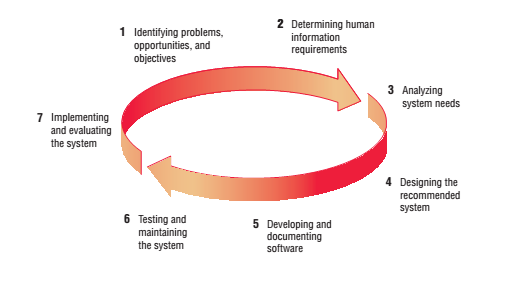 1 Identifying problems,
opportunities, and
objectives
2 Determining human
information
requirements
3 Analyzing
system needs
4 Designing the
recommended
system
5 Developing and
documenting
software
6 Testing and
maintaining
the system
7 Implementing
and evaluating
the system